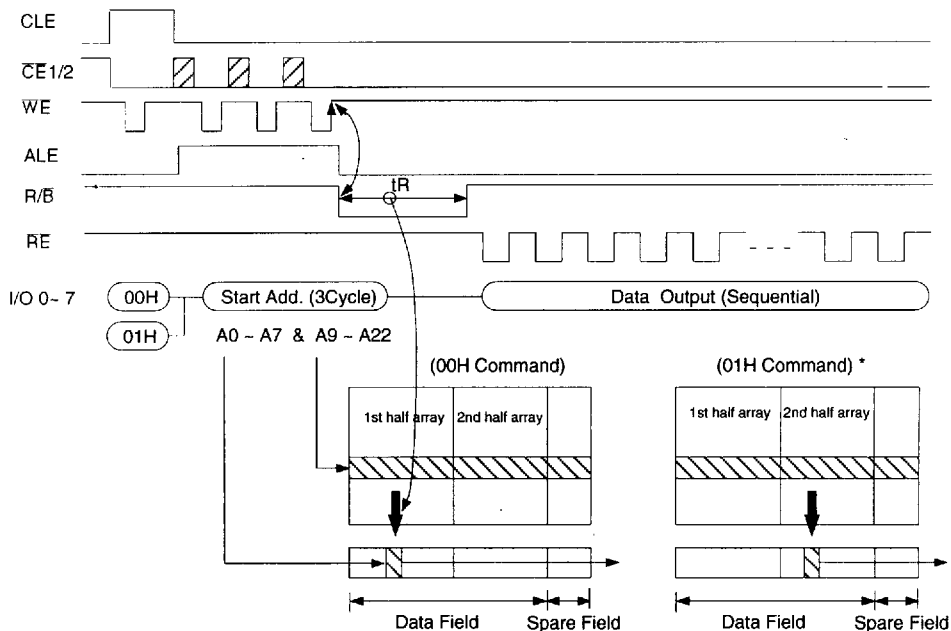 CLE
CE1/2
WE
ALE
R/B
tR
RE
I/O 0~7
00H
Start Add. (3Cycle)
Data Output (Sequential)
01H
A0 ~ A7 & A9 ~ A22
(00H Command)
(01H Command) *
1st half array
2nd half array
1st half array
2nd half array
Data Field
Spare Field
Data Field
Spare Field